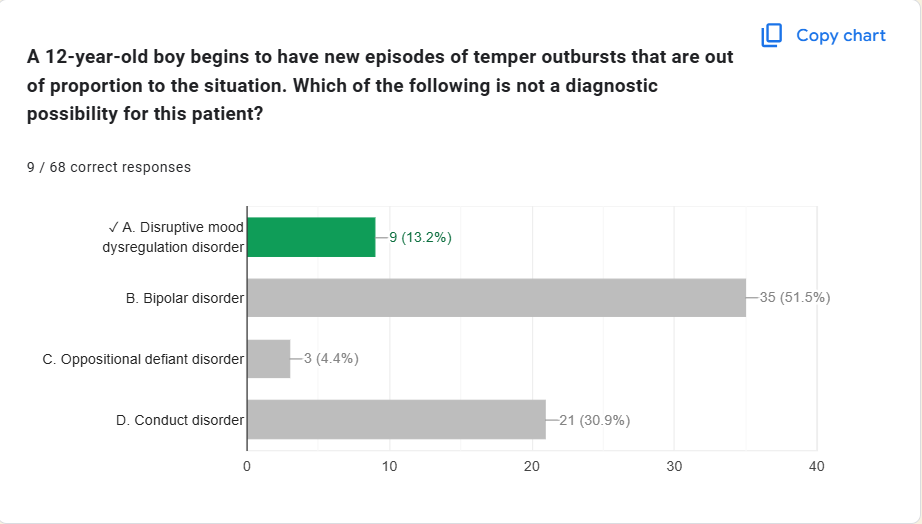 Copy chart
A 12-year-old boy begins to have new episodes of temper outbursts that are out
of proportion to the situation. Which of the following is not a diagnostic
possibility for this patient?
9 / 68 correct responses
✓ A. Disruptive mood
dysregulation disorder
9 (13.2%)
B. Bipolar disorder
35 (51.5%)
C. Oppositional defiant disorder
3 (4.4%)
D. Conduct disorder
21 (30.9%)
0 10 20 30 40